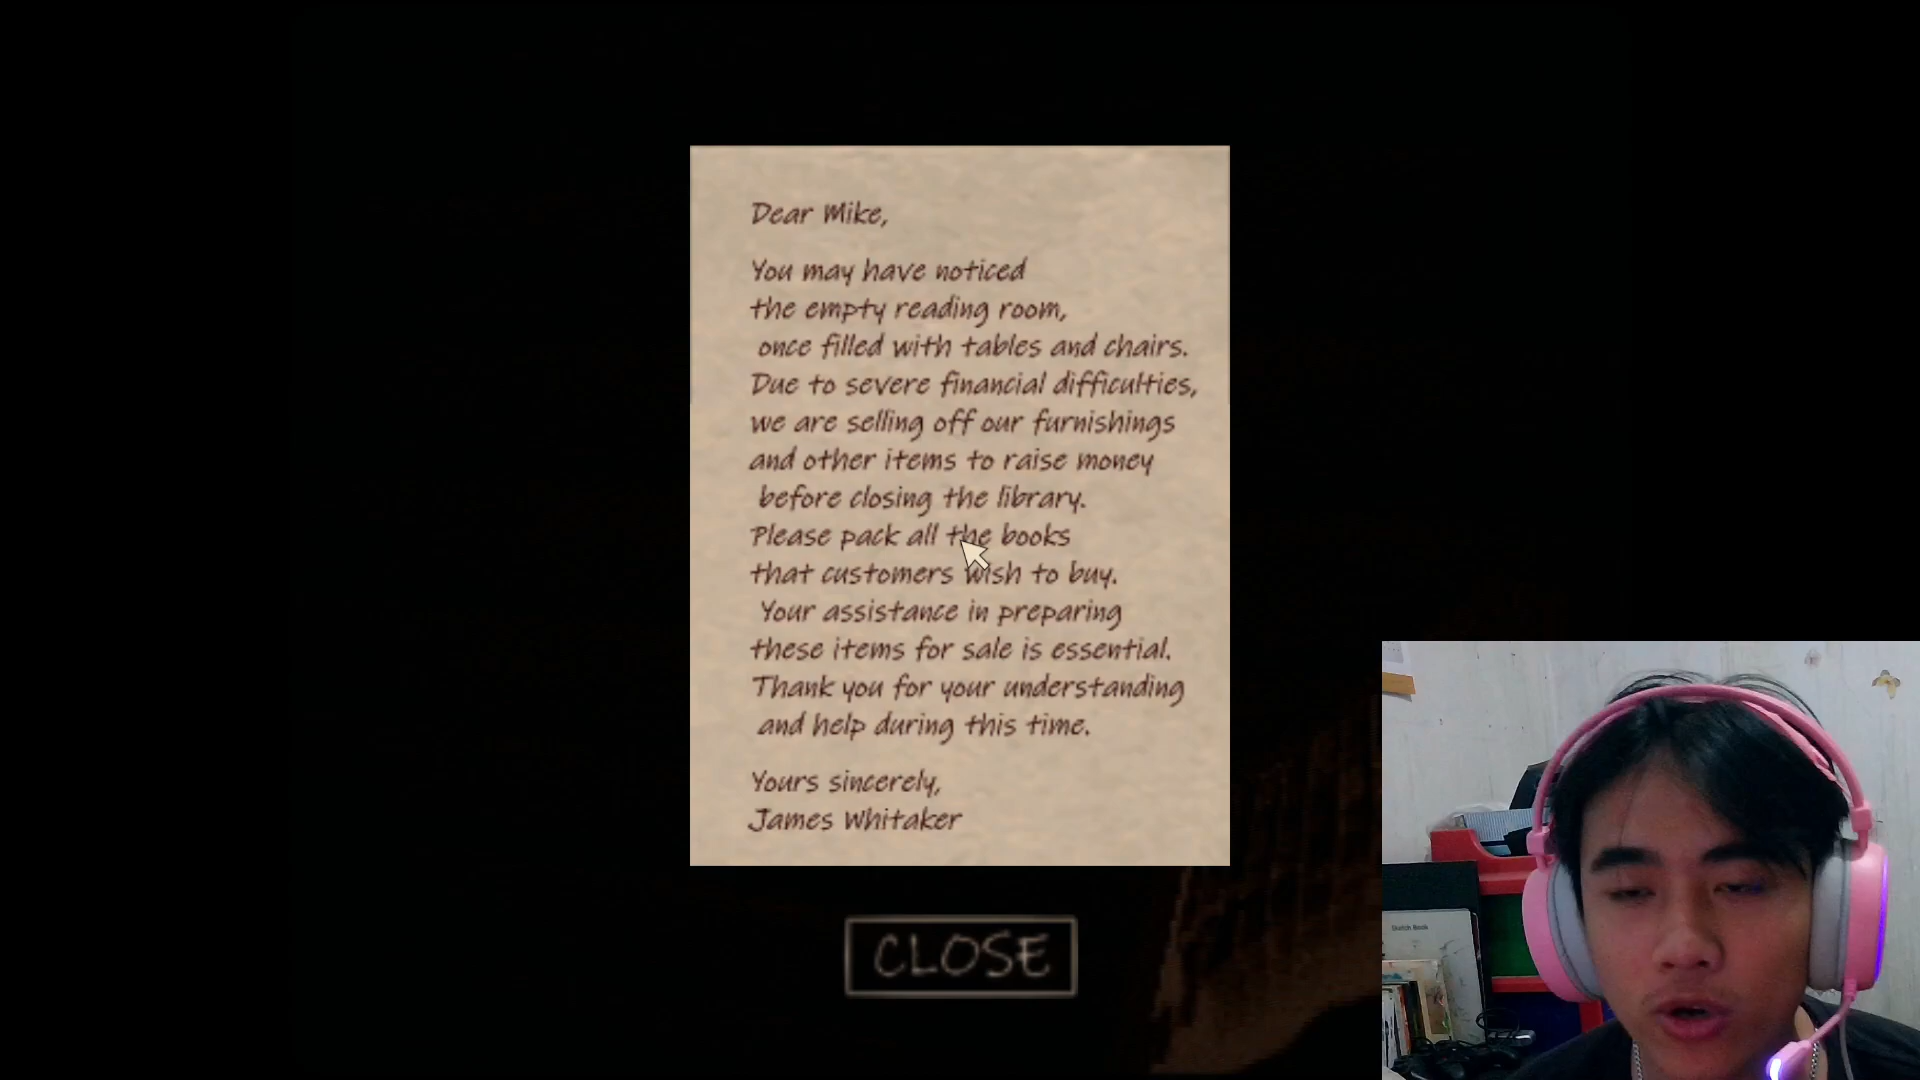 Dear Mike,
You may have noticed
the empty reading room,
once filled with tables and chairs.
Due to severe financial difficulties,
we are selling off our furnishings
and other items to raise money
before closing the library.
Please pack all the books
that customers wish to buy.
Your assistance in preparing
these items for sale is essential.
Thank you for your understanding
and help during this time.
Yours sincerely,
James Whitaker
CLOSE
Sketch Book